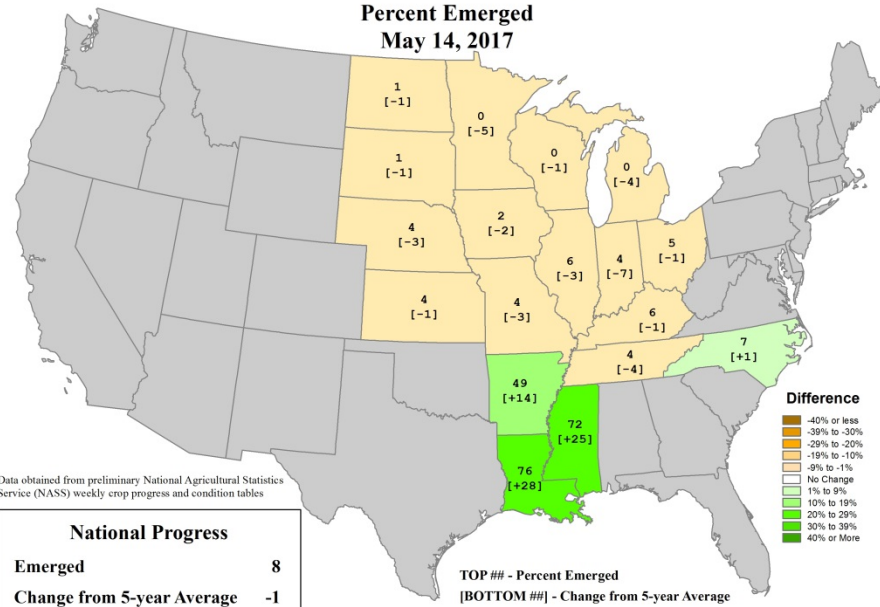 Percent Emerged
May 14, 2017
1
[-1]
0
[-5]
0
[-1]
0
[-4]
1
[-1]
2
[-2]
4
[-3]
6
[-3]
4
[-7]
5
[-1]
4
[-1]
4
[-3]
6
[-1]
4
[-4]
7
[+1]
49
[+14]
72
[+25]
76
[+28]
Difference
-40% or less
-39% to -30%
-29% to -20%
-19% to -10%
-9% to -1%
No Change
1% to 9%
10% to 19%
20% to 29%
30% to 39%
40% or More
Data obtained from preliminary National Agricultural Statistics
Service (NASS) weekly crop progress and condition tables
National Progress
Emerged 8
Change from 5-year Average -1
TOP ## - Percent Emerged
[BOTTOM ##] - Change from 5-year Average